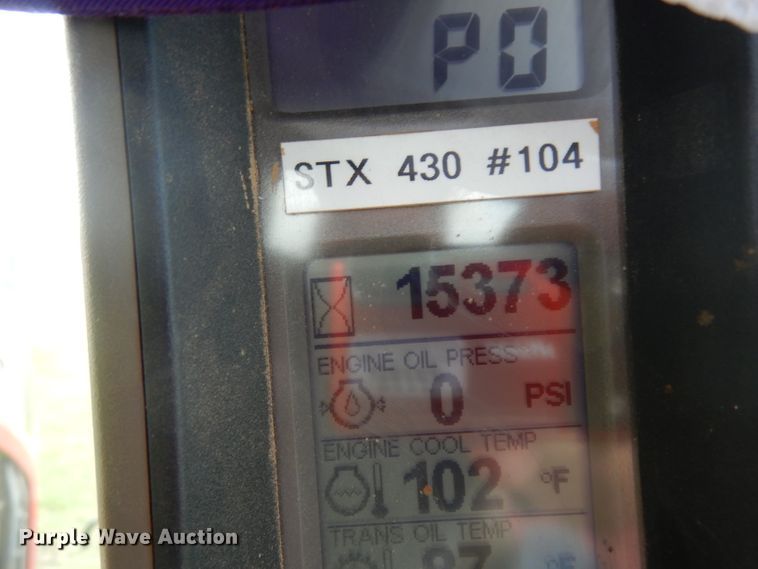 P0
STX 430 #104
15373
ENGINE OIL PRESS
0 PSI
ENGINE COOL TEMP
102 °F
TRANS OIL TEMP
87 °F
Purple Wave Auction